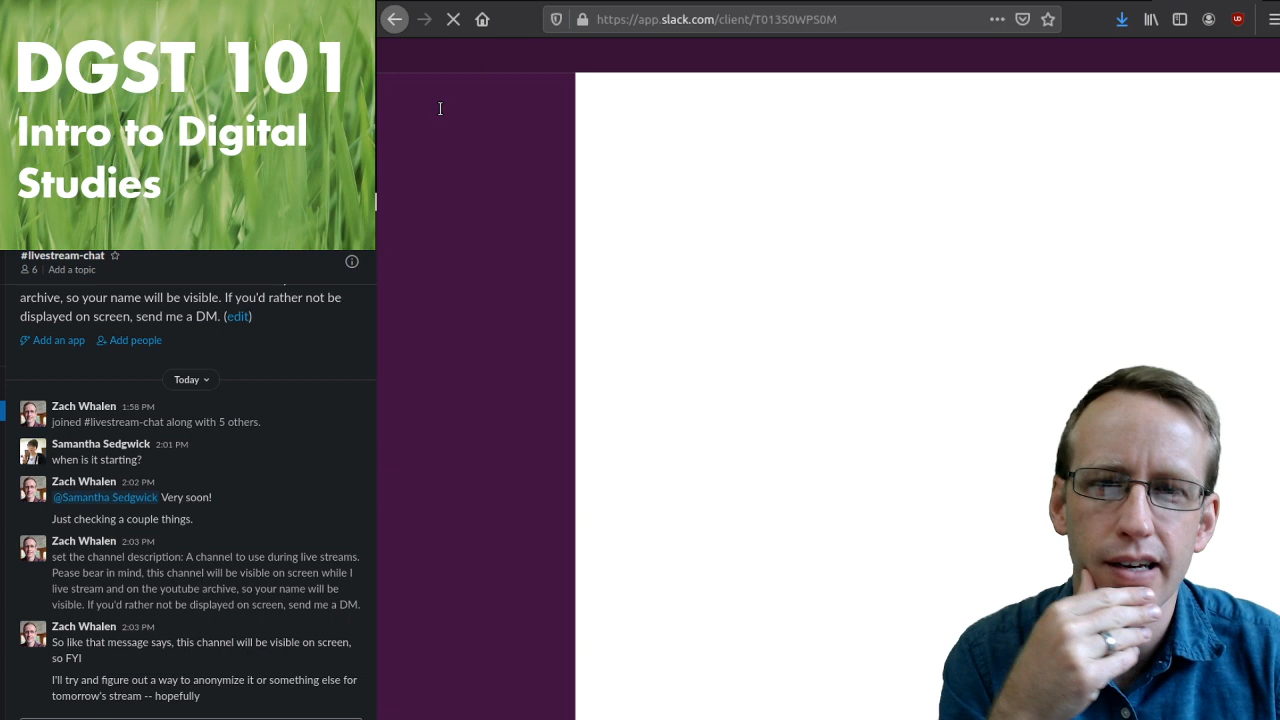 DGST 101
Intro to Digital
Studies
https://app.slack.com/client/T013S0WPS0M
#livestream-chat
6 | Add a topic
archive, so your name will be visible. If you'd rather not be
displayed on screen, send me a DM. (edit)
Add an app Add people
Today
Zach Whalen 1:58 PM
joined #livestream-chat along with 5 others.
Samantha Sedgwick 2:01 PM
when is it starting?
Zach Whalen 2:02 PM
@Samantha Sedgwick Very soon!
Just checking a couple things.
Zach Whalen 2:03 PM
set the channel description: A channel to use during live streams.
Pease bear in mind, this channel will be visible on screen while I
live stream and on the youtube archive, so your name will be
visible. If you'd rather not be displayed on screen, send me a DM.
Zach Whalen 2:03 PM
So like that message says, this channel will be visible on screen,
so FYI
I'll try and figure out a way to anonymize it or something else for
tomorrow's stream -- hopefully